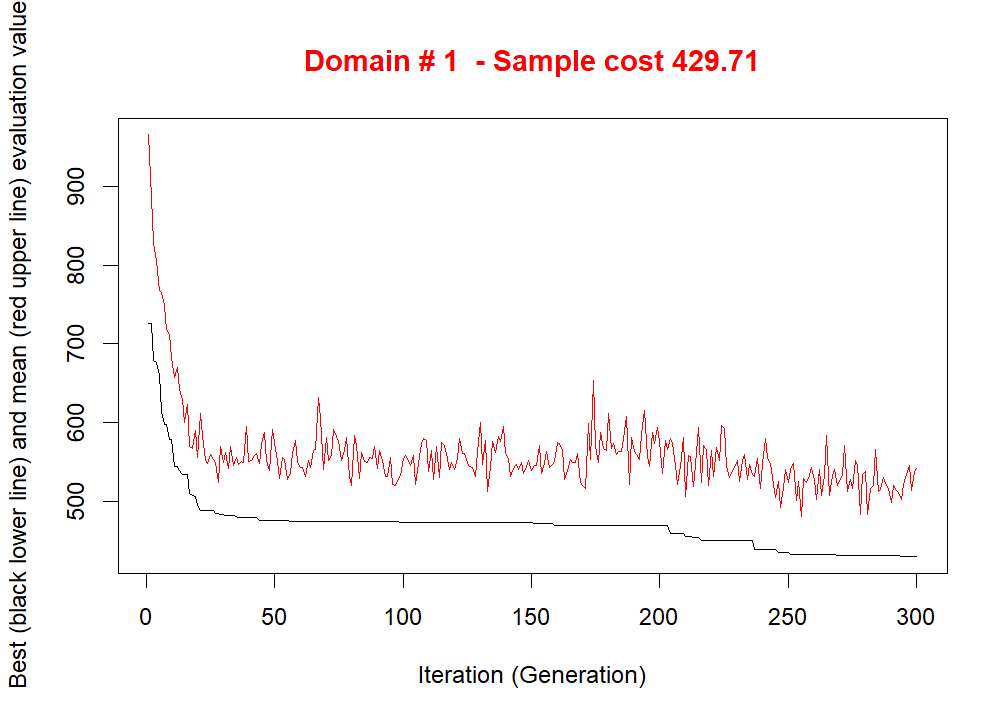 Domain # 1  - Sample cost 429.71
Best (black lower line) and mean (red upper line) evaluation value
900
800
700
600
500
0 50 100 150 200 250 300
Iteration (Generation)